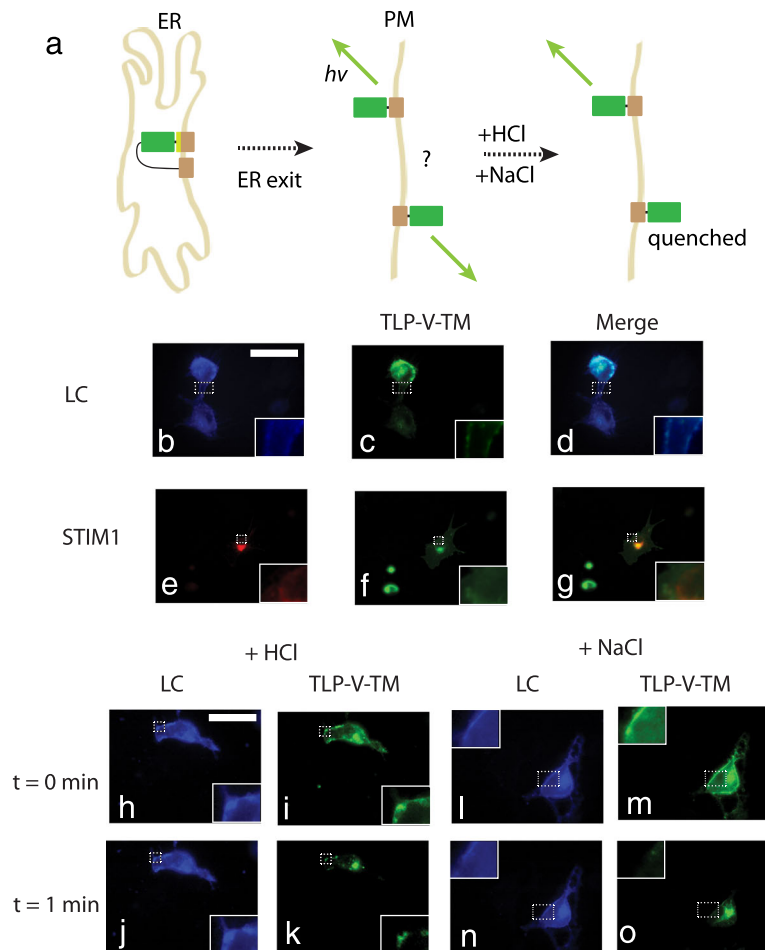 a
ER
PM
hv
ER exit
?
+HCl
+NaCl
quenched
TLP-V-TM
Merge
LC
b
c
d
STIM1
e
f
g
+ HCl
+ NaCl
LC
TLP-V-TM
LC
TLP-V-TM
t = 0 min
h
i
l
m
t = 1 min
j
k
n
o